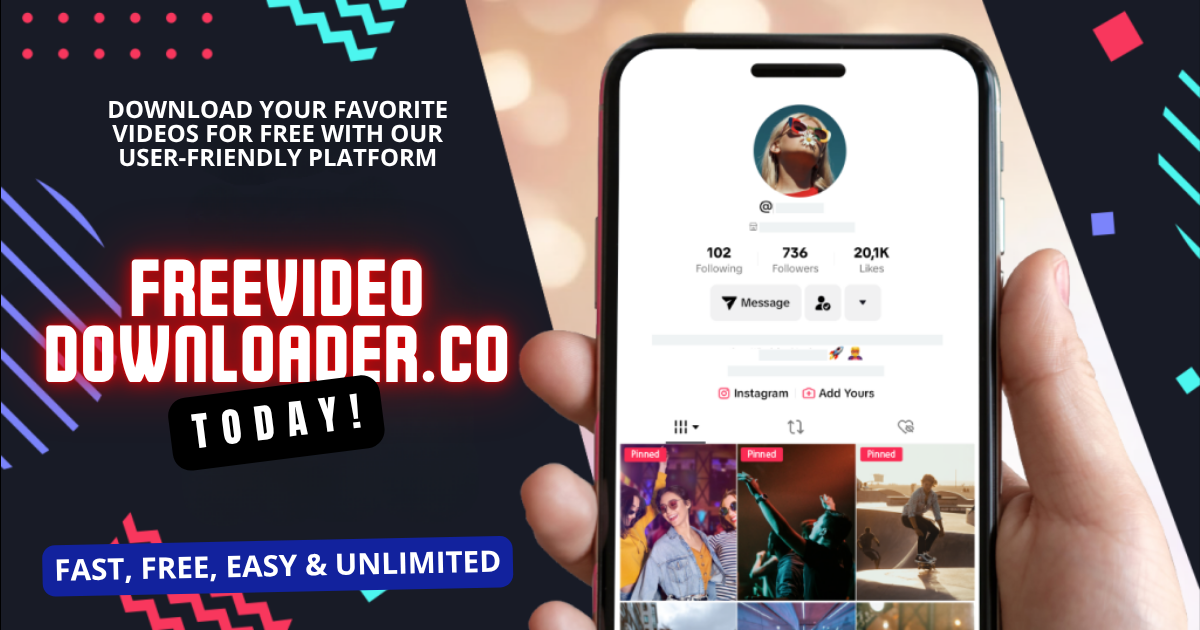 DOWNLOAD YOUR FAVORITE
VIDEOS FOR FREE WITH OUR
USER-FRIENDLY PLATFORM
FREEVIDEO
DOWNLOADER.CO
TODAY!
FAST, FREE, EASY & UNLIMITED
@
102 736 20,1K
Following Followers Likes
Message
Instagram Add Yours
Pinned Pinned Pinned